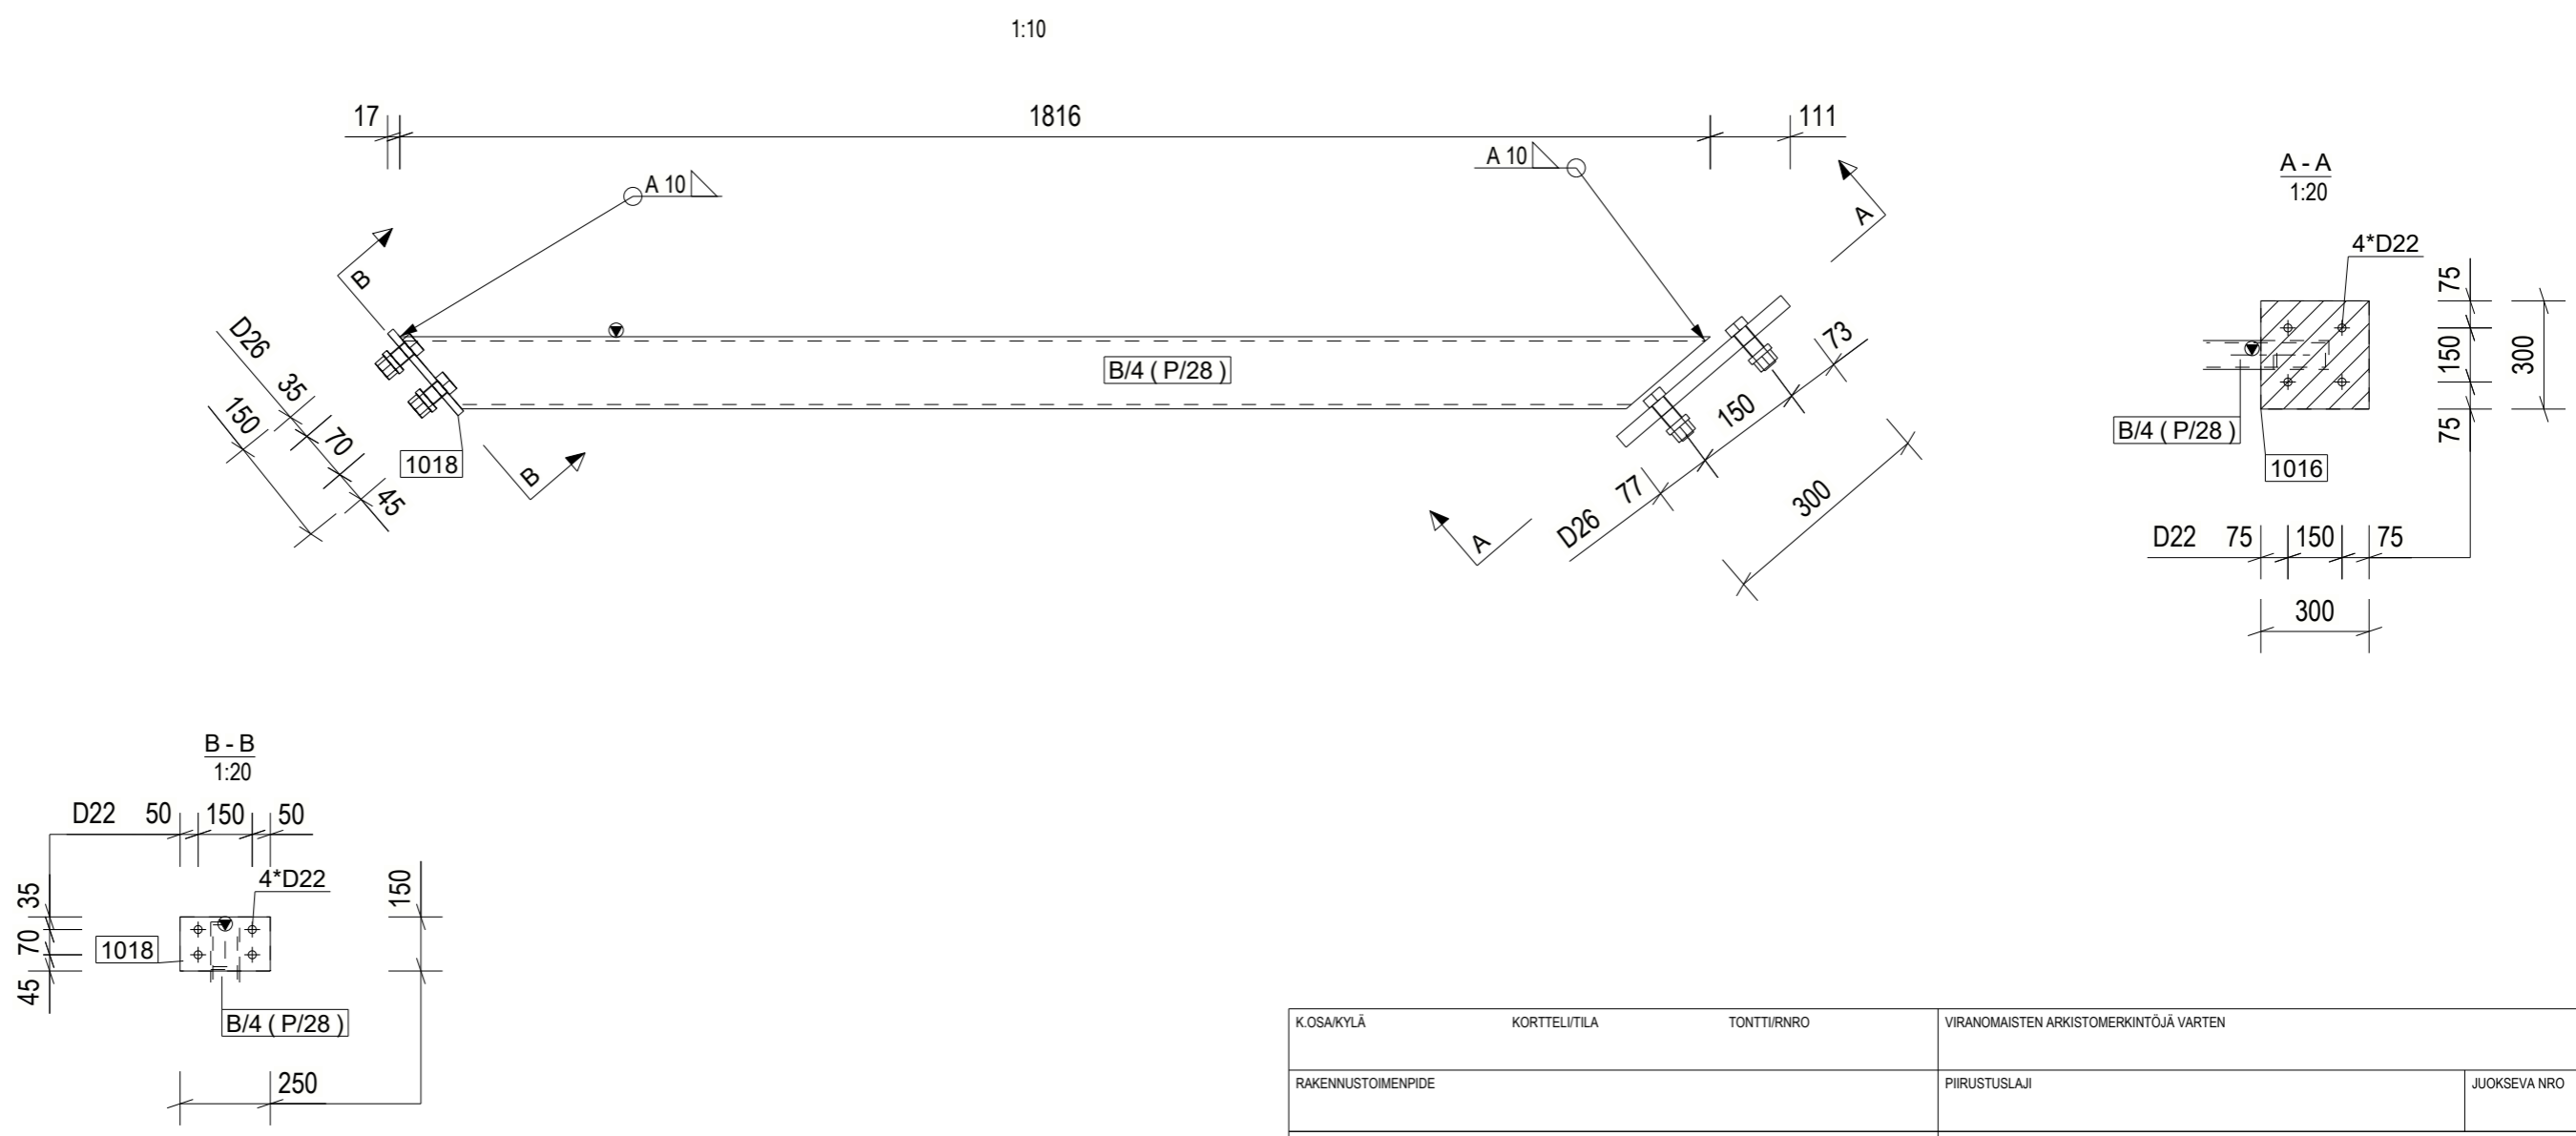 1:10
17 1816 111
A 10
A 10
A
B
A - A
1:20
4*D22
75
150
75
300
B/4 ( P/28 )
1016
D22 75 150 75
300
B/4 ( P/28 )
D26 35 70 45
150
1018
B
D26 77 150 73
300
A
B - B
1:20
D22 50 150 50
4*D22
35
70
45
150
1018
B/4 ( P/28 )
250
K.OSA/KYLÄ KORTTELI/TILA TONTTI/RNRO VIRANOMAISTEN ARKISTOMERKINTÖJÄ VARTEN
RAKENNUSTOIMENPIDE PIIRUSTUSLAJI JUOKSEVA NRO